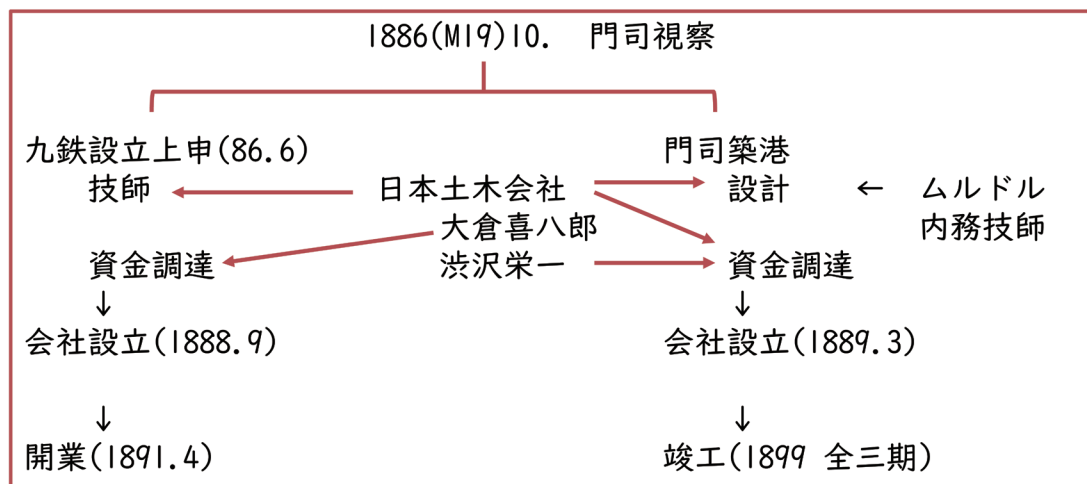 1886(M19)10. 門司視察
九鉄設立上申(86.6)
門司築港
技師
日本土木会社
設計
←
ムルドル
大倉喜八郎
内務技師
資金調達
渋沢栄一
資金調達
↓
↓
会社設立(1888.9)
会社設立(1889.3)
↓
↓
開業(1891.4)
竣工(1899 全三期)